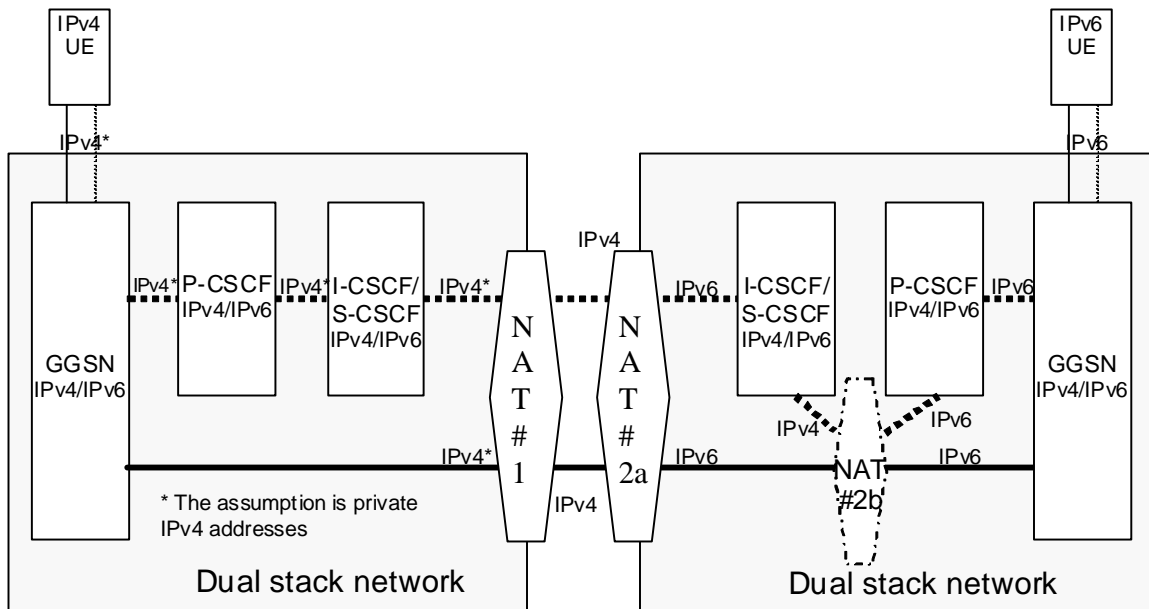 IPv4
UE
IPv6
UE
IPv4*
IPv6
IPv4
IPv4*
P-CSCF
IPv4/IPv6
IPv4*
I-CSCF/
S-CSCF
IPv4/IPv6
IPv4*
N
A
T
#
1
N
A
T
#
2a
IPv6
I-CSCF/
S-CSCF
IPv4/IPv6
P-CSCF
IPv4/IPv6
IPv6
GGSN
IPv4/IPv6
GGSN
IPv4/IPv6
IPv4
IPv6
IPv4*
IPv4
IPv6
NAT
#2b
IPv6
* The assumption is private
IPv4 addresses
Dual stack network
Dual stack network